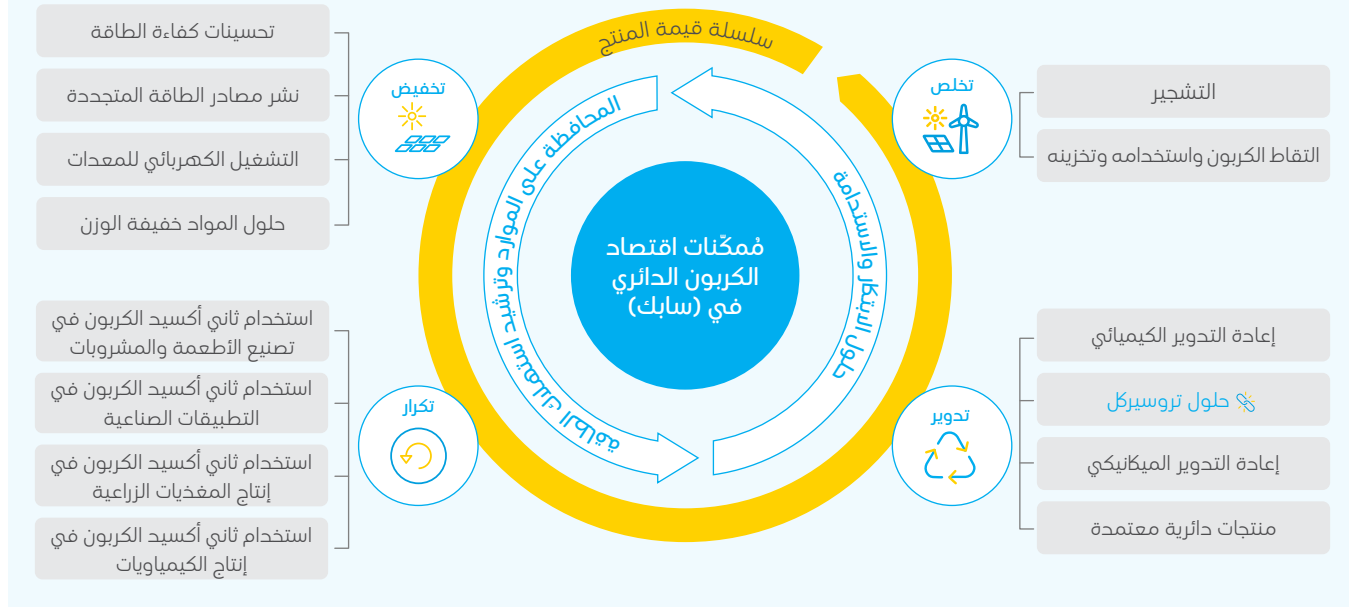 سلسلة قيمة المنتج
المحافظة على الموارد وترشيد استهلاك الطاقة
حلول الابتكار والاستدامة
مُمكّنات اقتصاد
الكربون الدائري
في (سابك)
تخلص
التشجير
التقاط الكربون واستخدامه وتخزينه
تدوير
إعادة التدوير الكيميائي
حلول تروسيركل
إعادة التدوير الميكانيكي
منتجات دائرية معتمدة
تخفيض
تحسينات كفاءة الطاقة
نشر مصادر الطاقة المتجددة
التشغيل الكهربائي للمعدات
حلول المواد خفيفة الوزن
تكرار
استخدام ثاني أكسيد الكربون في
تصنيع الأطعمة والمشروبات
استخدام ثاني أكسيد الكربون في
التطبيقات الصناعية
استخدام ثاني أكسيد الكربون في
إنتاج المغذيات الزراعية
استخدام ثاني أكسيد الكربون في
إنتاج الكيمياويات